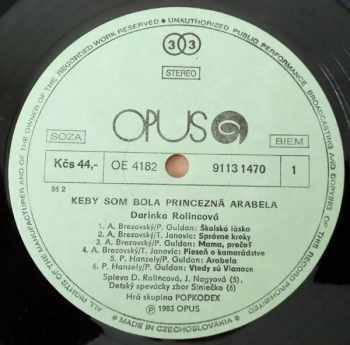 ALL RIGHTS OF THE MANUFACTURER AND OF THE OWNER OF THE RECORDED WORK RESERVED • UNAUTHORIZED PUBLIC PERFORMANCE BROADCASTING AND COPYING OF THIS RECORD PROHIBITED
33
STEREO
OPUS
SOZA
BIEM
Kčs 44,-
OE 4182
9113 1470
1
KEBY SOM BOLA PRINCEZNÁ ARABELA
Darinka Rolincová
1. A. Brezovský/P. Guldan: Školská láska
2. A. Brezovský/T. Janovic: Správne kroky
3. A. Brezovský/P. Guldan: Mama, prečo?
4. A. Brezovský/T. Janovic: Pieseň o kamarátstve
5. P. Hanzely/P. Guldan: Arabela
6. P. Hanzely/P. Guldan: Vtedy sú Vianoce
Spieva D. Rolincová, J. Nagyová (5).
Detský spevácky zbor Sniečko (6)
Hrá skupina POPKODEX
℗ 1983 OPUS
• MADE IN CZECHOSLOVAKIA •